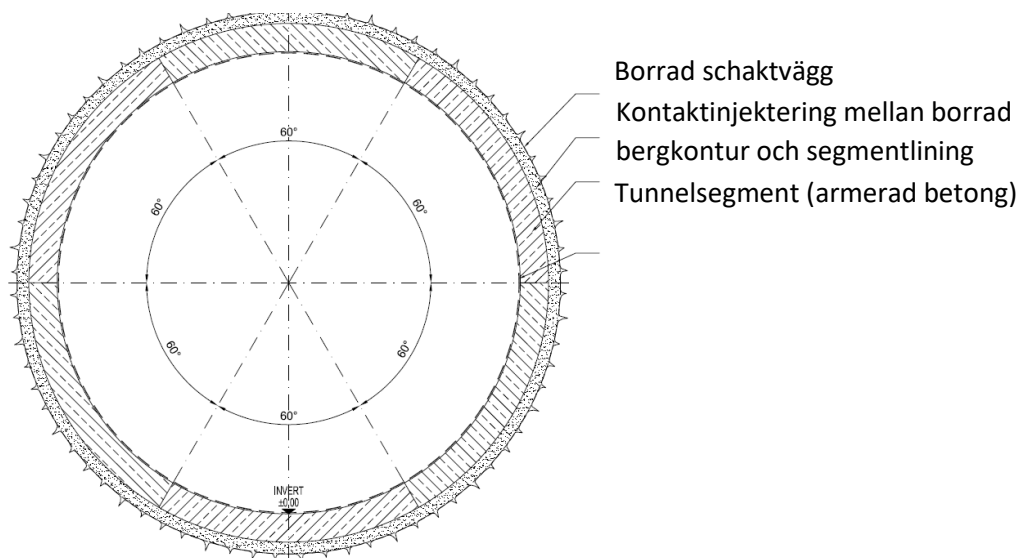 Borrad schaktvägg
Kontaktinjektering mellan borrad
bergkontur och segmentlining
Tunnelsegment (armerad betong)
60°
60°
60°
60°
60°
60°
INVERT
±0,00